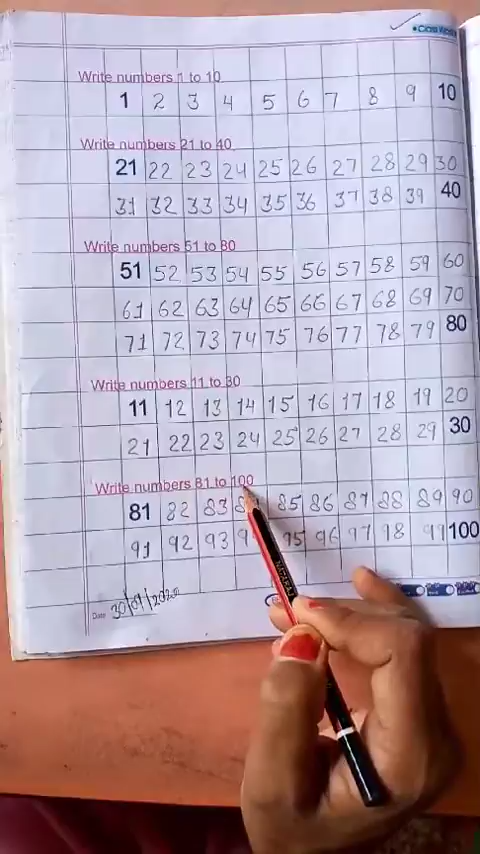 Write numbers 1 to 10
1 2 3 4 5 6 7 8 9 10
Write numbers 21 to 40
21 22 23 24 25 26 27 28 29 30
31 32 33 34 35 36 37 38 39 40
Write numbers 51 to 80
51 52 53 54 55 56 57 58 59 60
61 62 63 64 65 66 67 68 69 70
71 72 73 74 75 76 77 78 79 80
Write numbers 11 to 30
11 12 13 14 15 16 17 18 19 20
21 22 23 24 25 26 27 28 29 30
Write numbers 81 to 100
81 82 83 85 86 87 88 89 90
91 92 93 95 96 97 98 99 100
Date 30/07/2020
NATARAJ